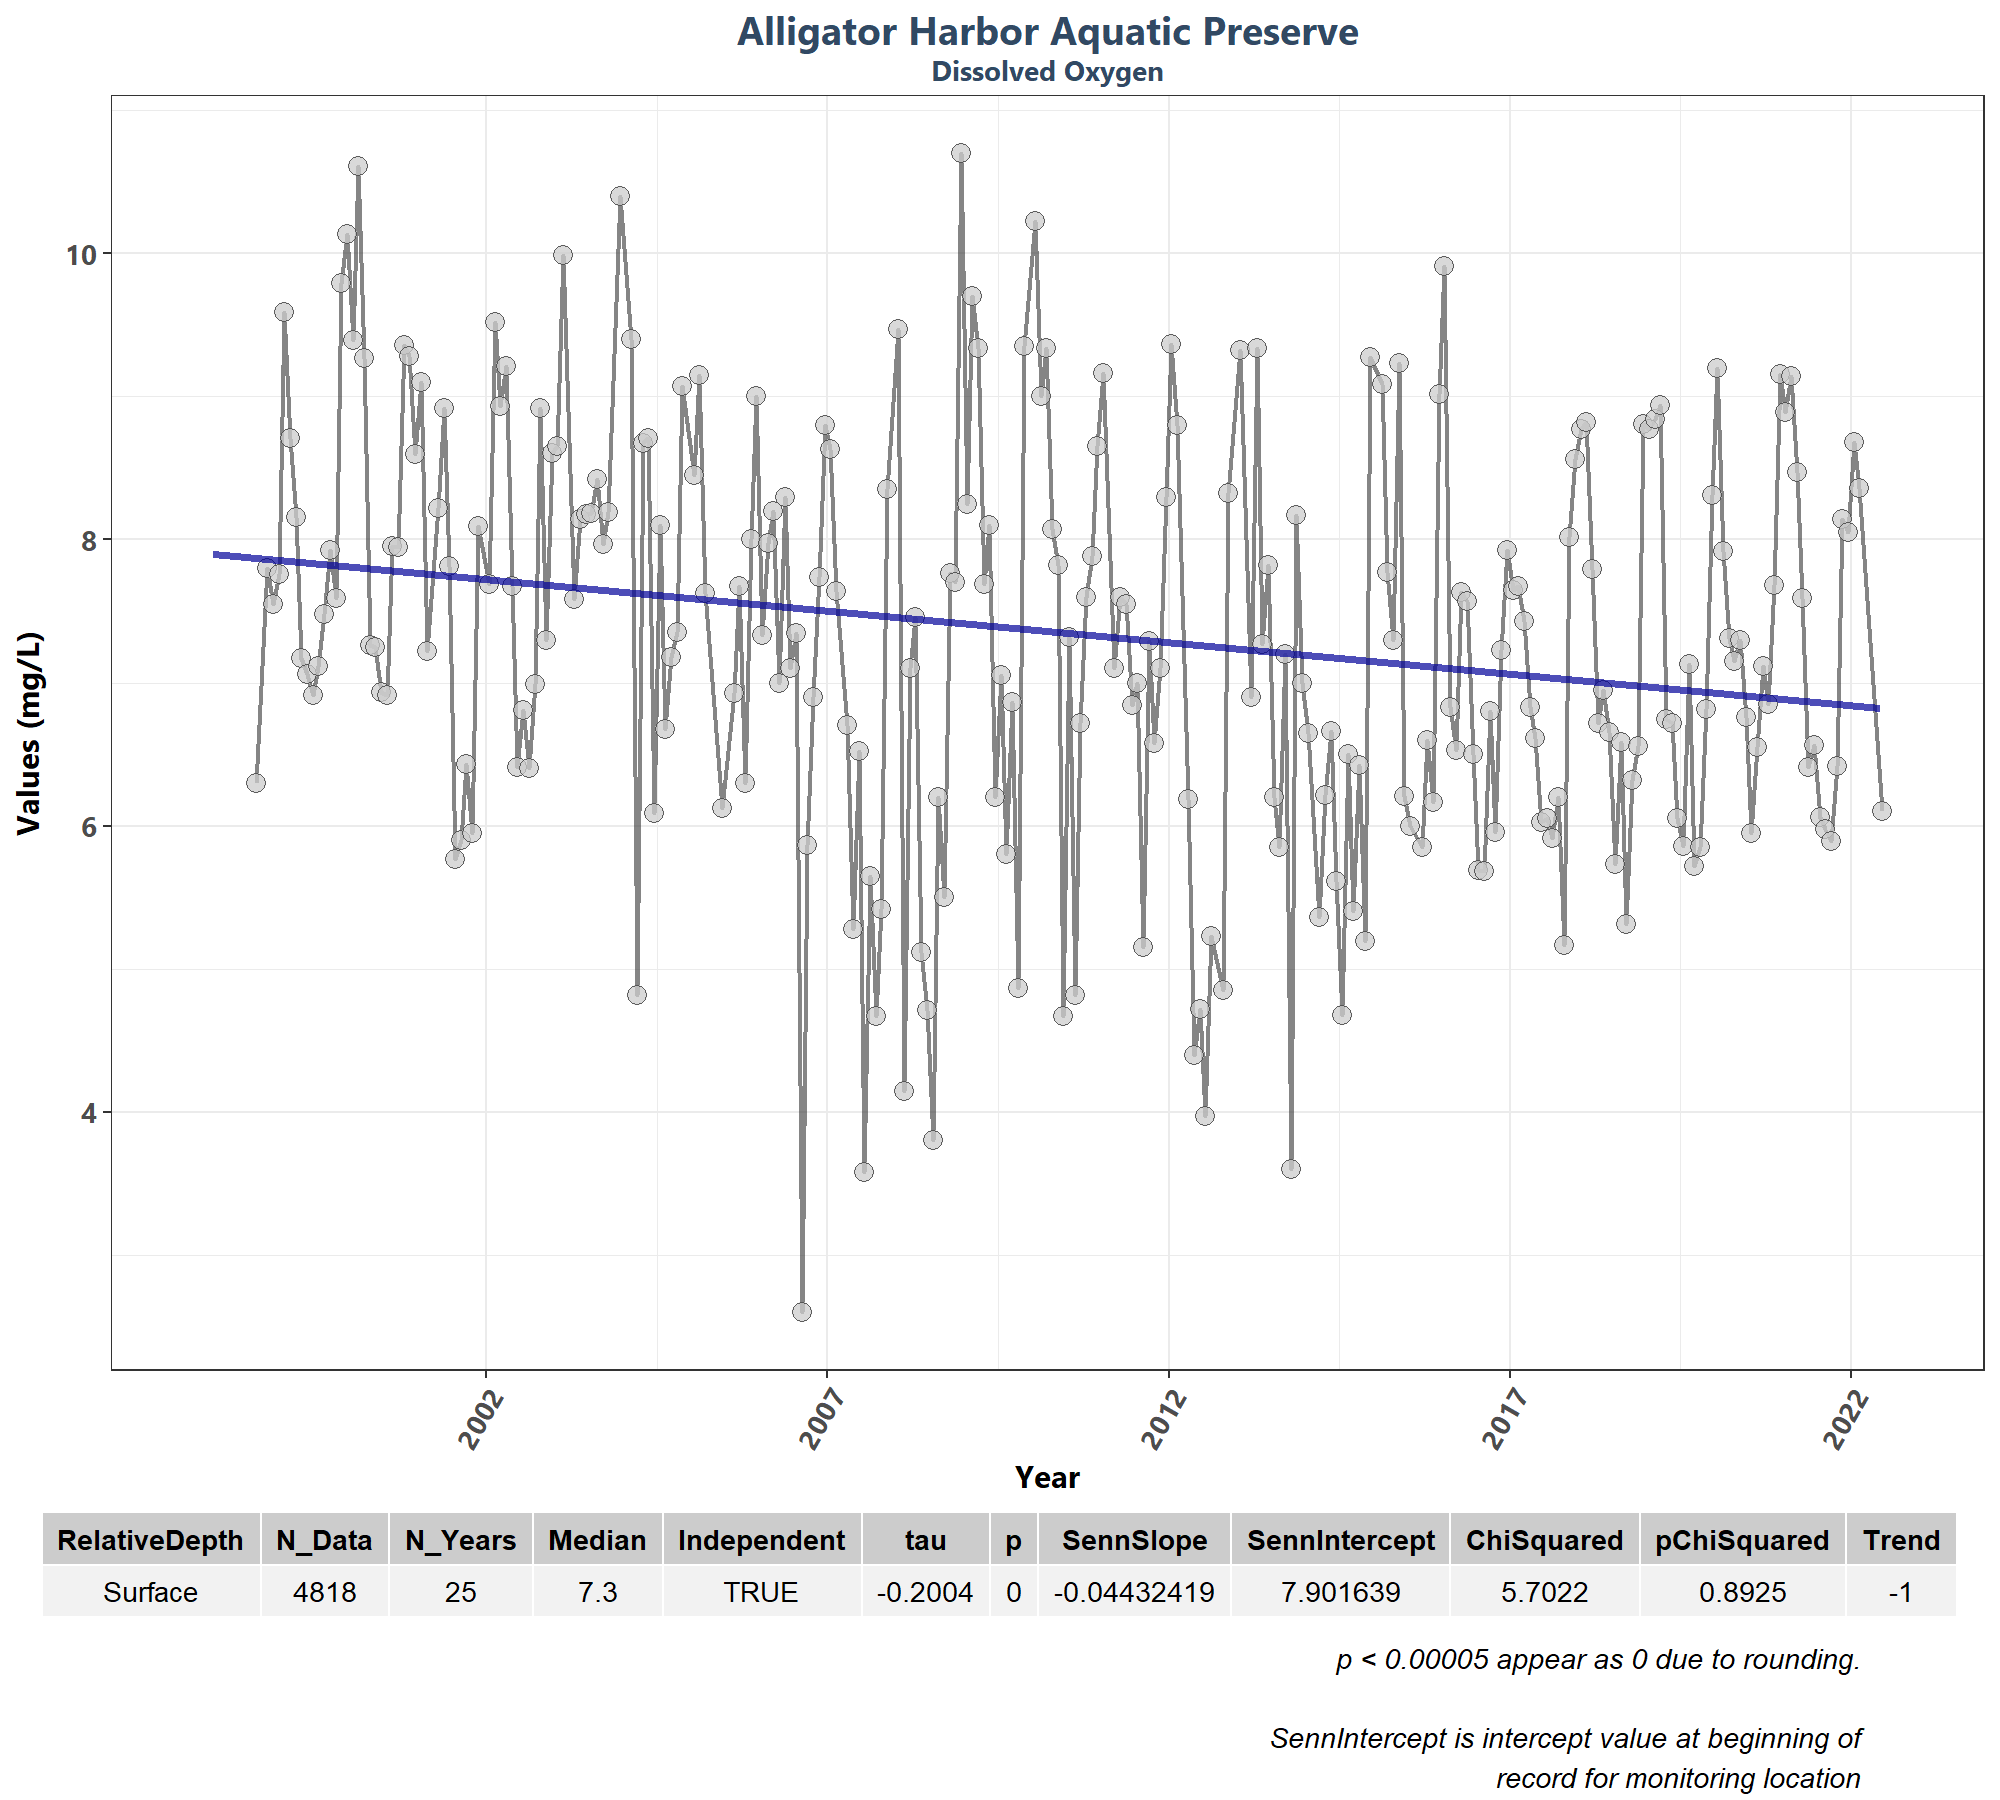 Alligator Harbor Aquatic Preserve
Dissolved Oxygen
Values (mg/L)
10
8
6
4
2002
2007
2012
2017
2022
Year
RelativeDepth N_Data N_Years Median Independent tau p SennSlope SennIntercept ChiSquared pChiSquared Trend
Surface 4818 25 7.3 TRUE -0.2004 0 -0.04432419 7.901639 5.7022 0.8925 -1
p < 0.00005 appear as 0 due to rounding.
SennIntercept is intercept value at beginning of
record for monitoring location